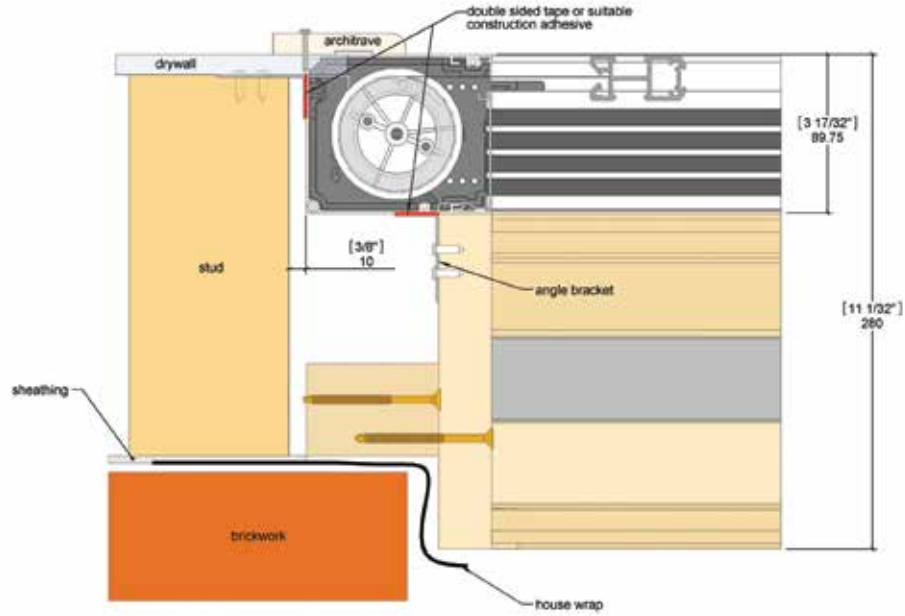 double sided tape or suitable
construction adhesive
architrave
drywall
[3 17/32"]
89.75
[3/8"]
10
stud
angle bracket
[11 1/32"]
280
sheathing
brickwork
house wrap